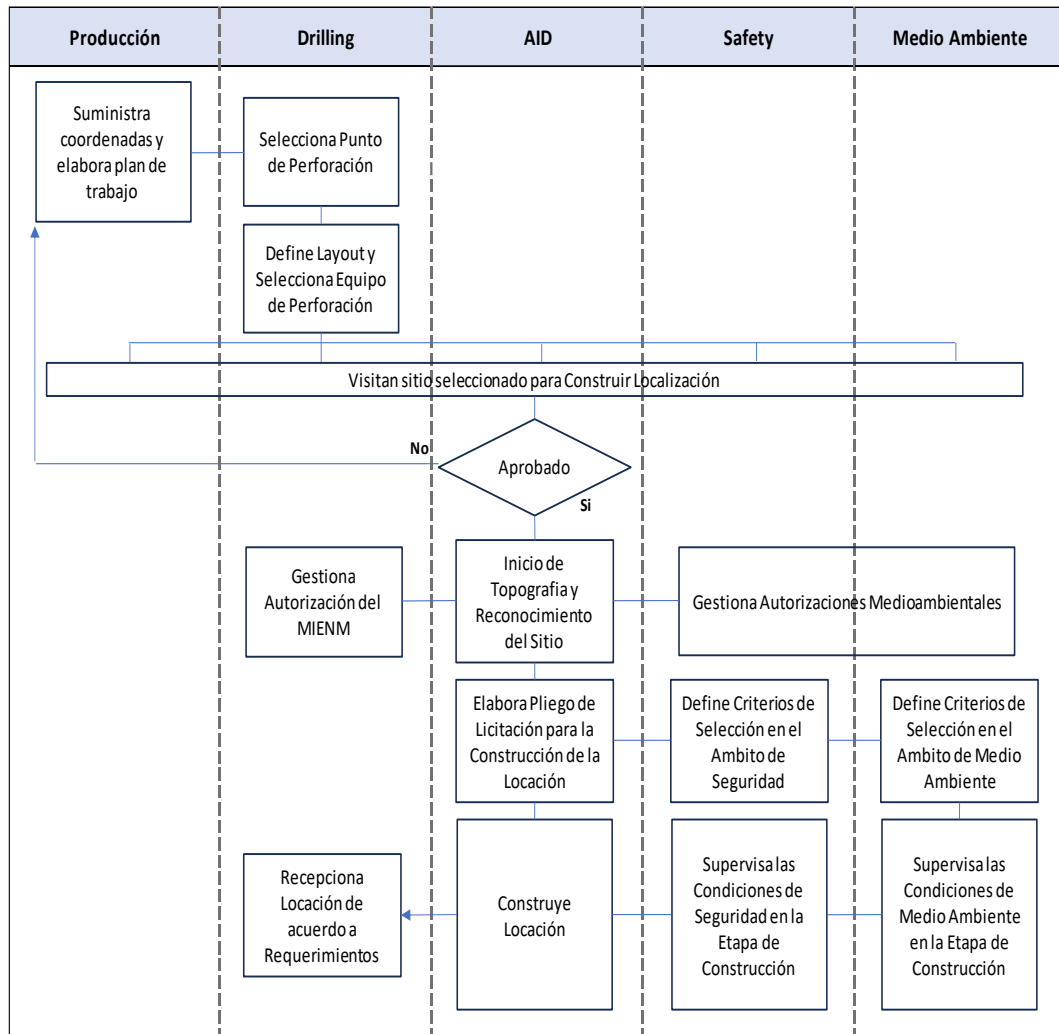 Producción
Drilling
AID
Safety
Medio Ambiente
Suministra
coordenadas y
elabora plan de
trabajo
Selecciona Punto
de Perforación
Define Layout y
Selecciona Equipo
de Perforación
Visitan sitio seleccionado para Construir Localización
No
Aprobado
Si
Gestiona
Autorización del
MIENM
Inicio de
Topografia y
Reconocimiento
del Sitio
Gestiona Autorizaciones Medioambientales
Elabora Pliego de
Licitación para la
Construcción de la
Locación
Define Criterios de
Selección en el
Ambito de
Seguridad
Define Criterios de
Selección en el
Ambito de Medio
Ambiente
Recepciona
Locación de
acuerdo a
Requerimientos
Construye
Locación
Supervisa las
Condiciones de
Seguridad en la
Etapa de
Construcción
Supervisa las
Condiciones de
Medio Ambiente
en la Etapa de
Construcción